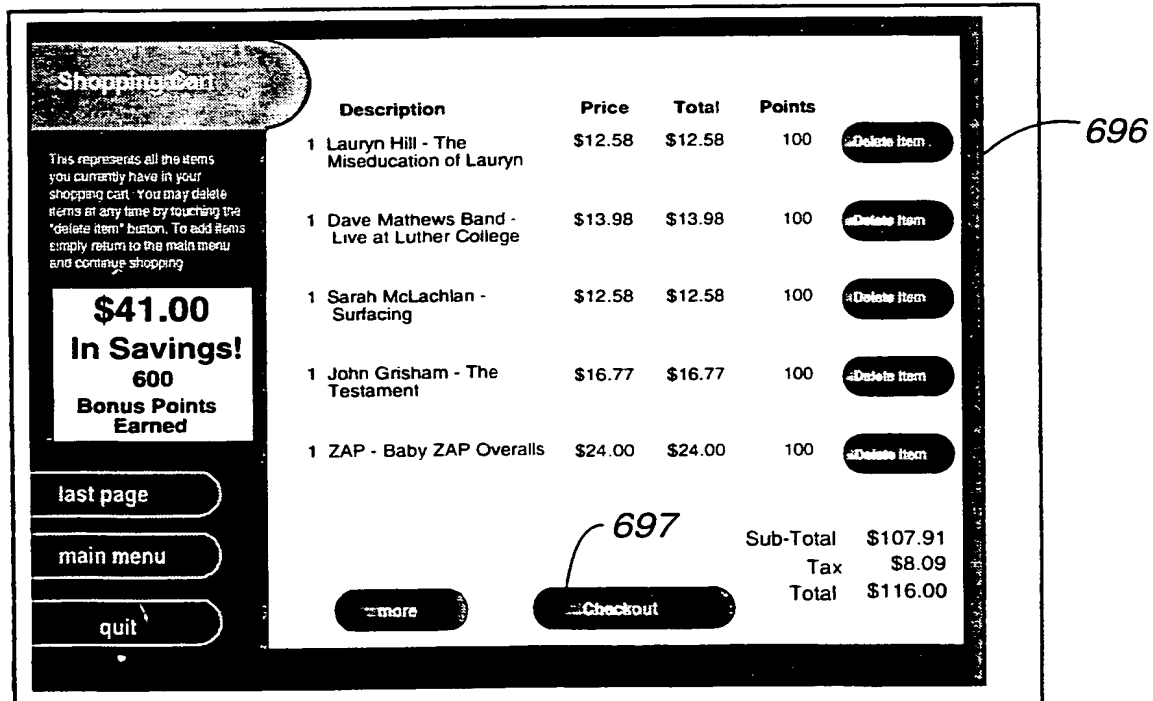 Shopping Cart
This represents all the items
you currently have in your
shopping cart. You may delete
items at any time by touching the
"delete item" button. To add items
simply return to the main menu
and continue shopping
$41.00
In Savings!
600
Bonus Points
Earned
last page
main menu
quit
Description Price Total Points
1 Lauryn Hill - The $12.58 $12.58 100 Delete Item
Miseducation of Lauryn
1 Dave Mathews Band - $13.98 $13.98 100 Delete Item
Live at Luther College
1 Sarah McLachlan - $12.58 $12.58 100 Delete Item
Surfacing
1 John Grisham - The $16.77 $16.77 100 Delete Item
Testament
1 ZAP - Baby ZAP Overalls $24.00 $24.00 100 Delete Item
Sub-Total $107.91
Tax $8.09
Total $116.00
more Checkout
696
697